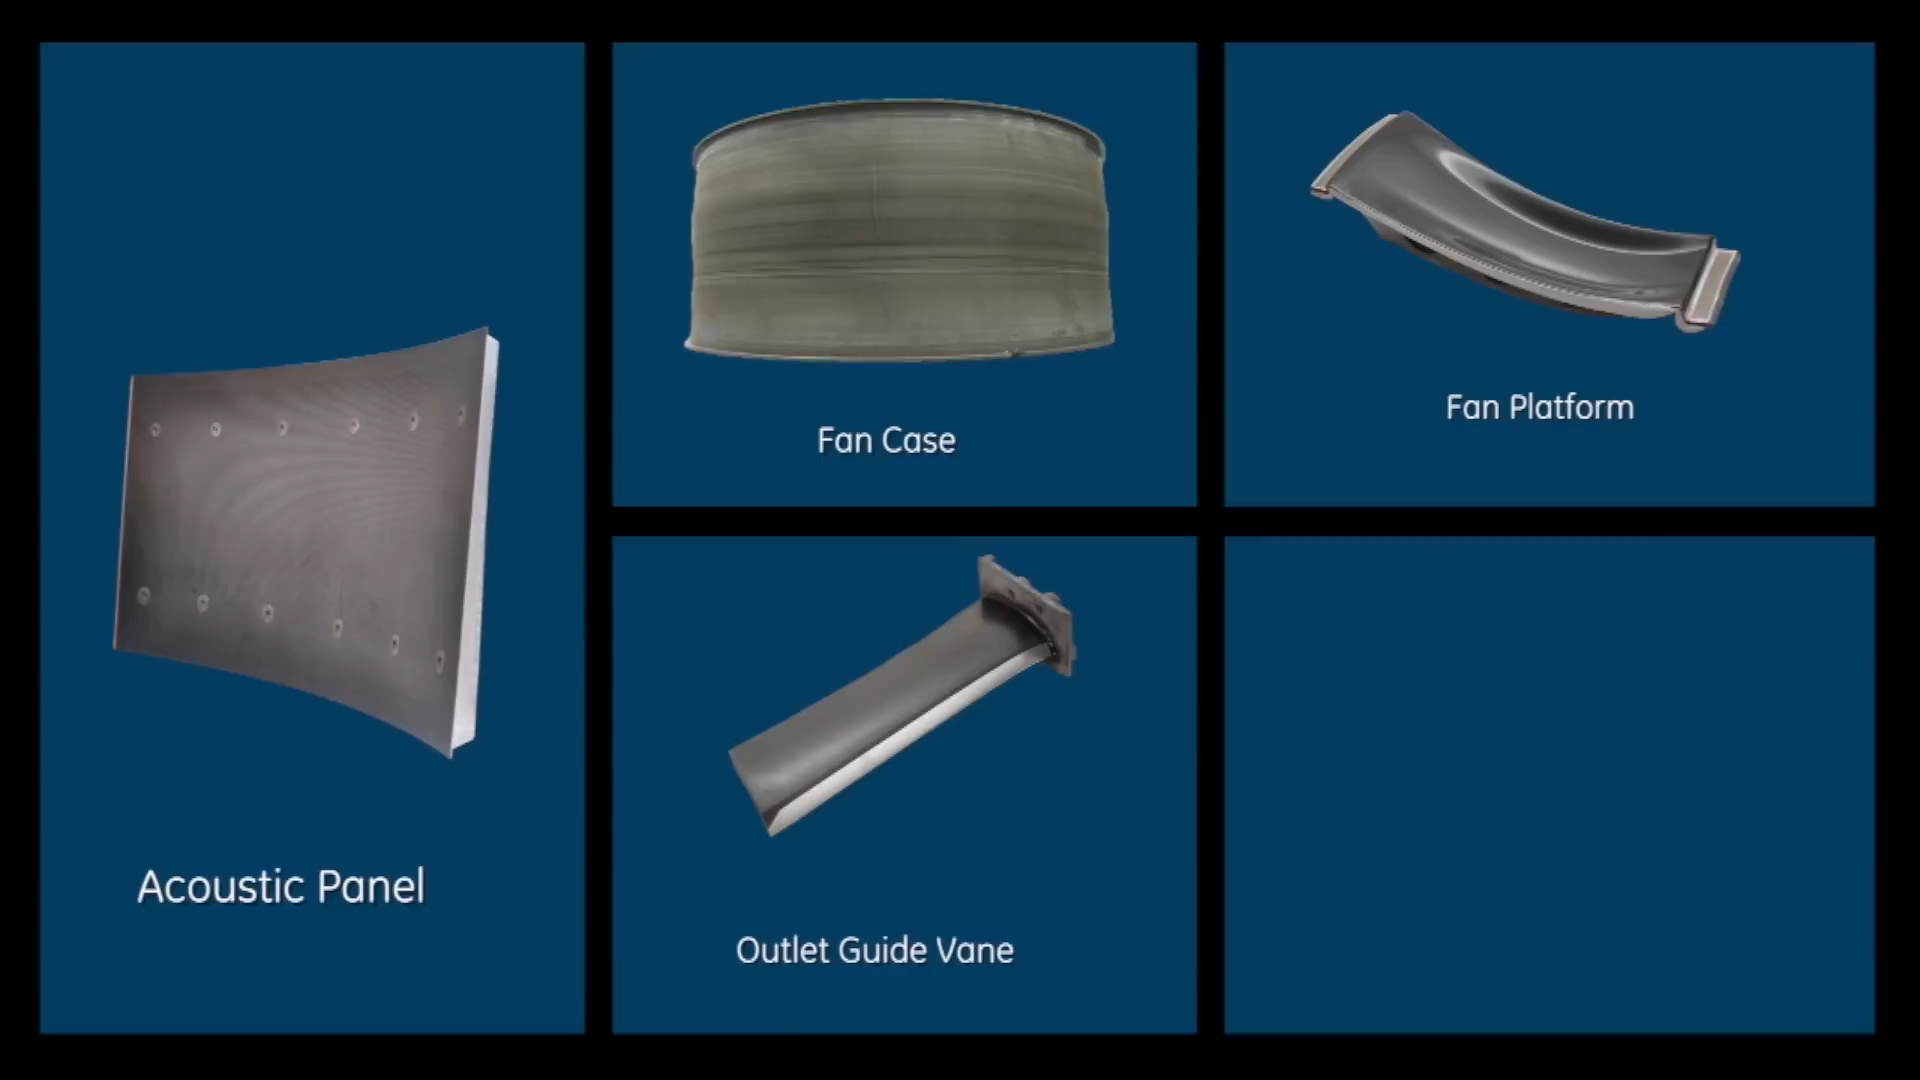 Fan Case
Fan Platform
Acoustic Panel
Outlet Guide Vane